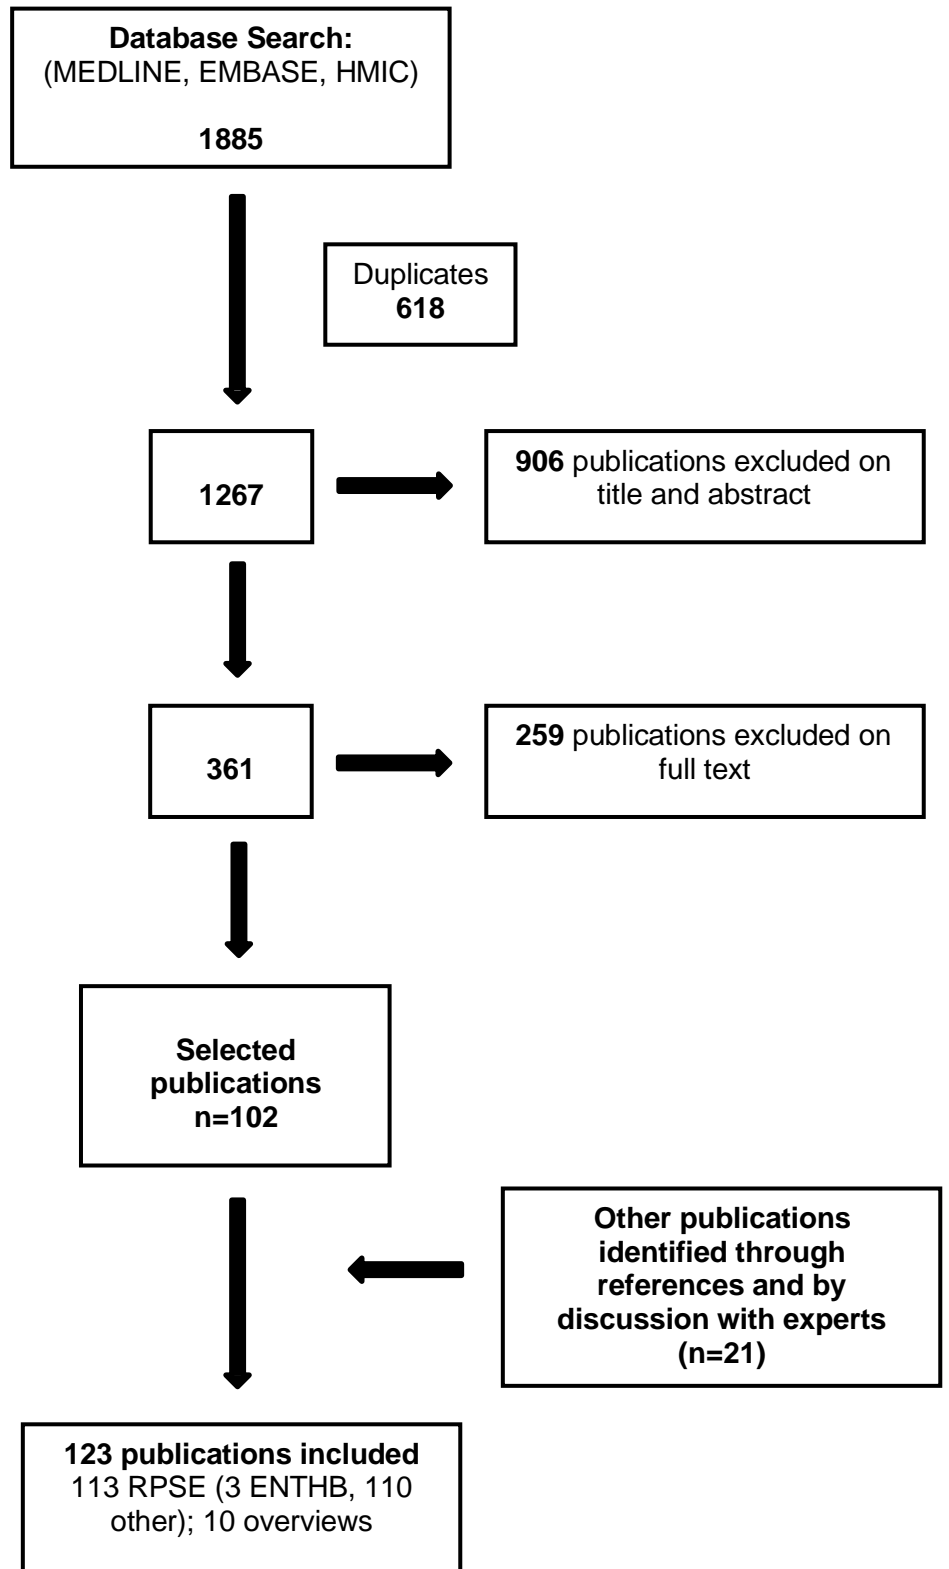 Database Search:
(MEDLINE, EMBASE, HMIC)
1885
Duplicates
618
1267
906 publications excluded on
title and abstract
361
259 publications excluded on
full text
Selected
publications
n=102
Other publications
identified through
references and by
discussion with experts
(n=21)
123 publications included
113 RPSE (3 ENTHB, 110
other); 10 overviews